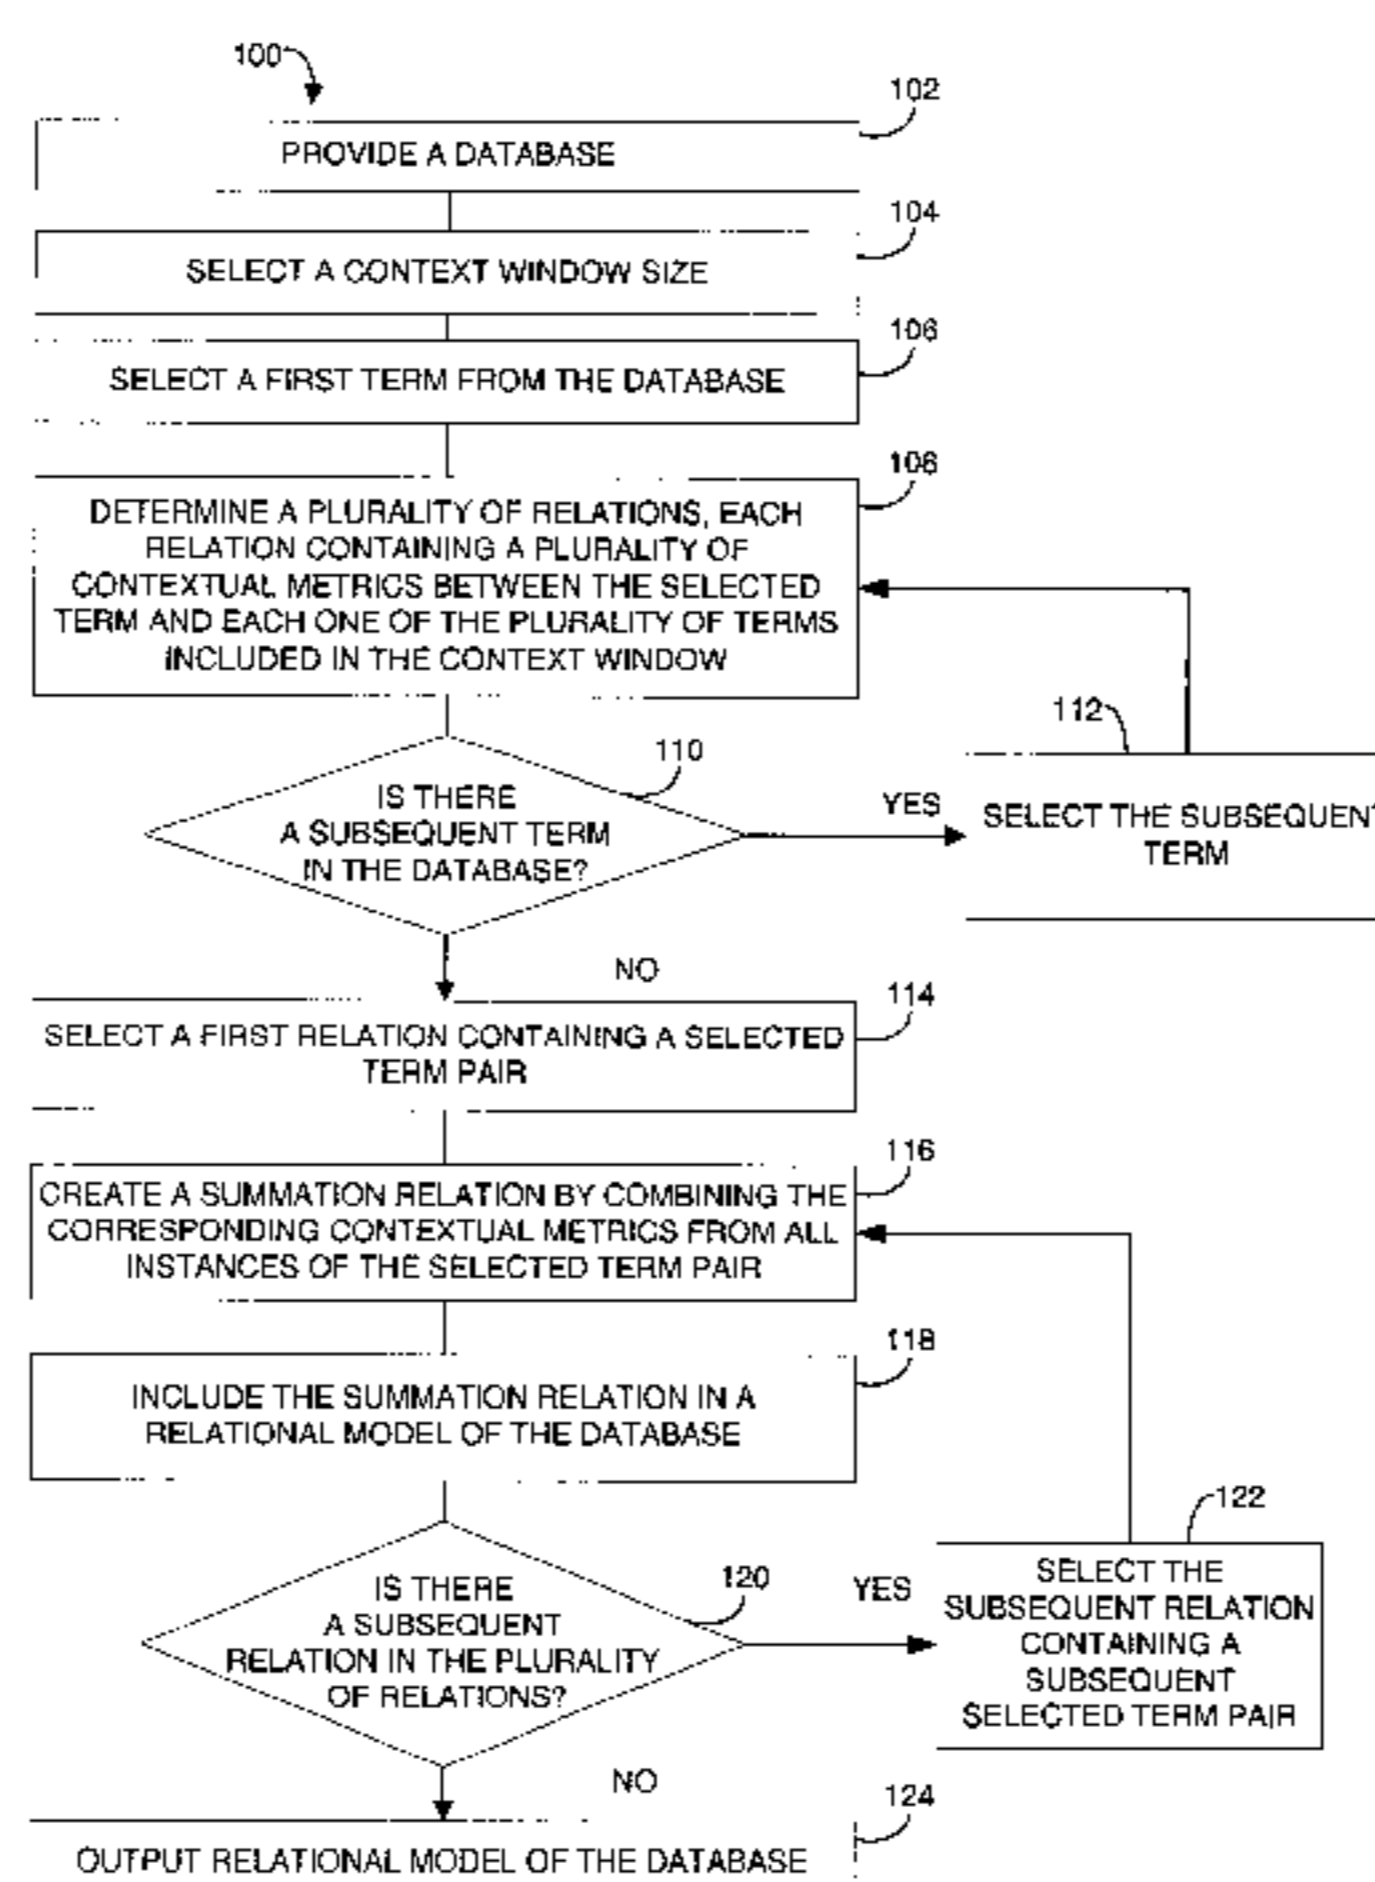 100
102
PROVIDE A DATABASE
104
SELECT A CONTEXT WINDOW SIZE
106
SELECT A FIRST TERM FROM THE DATABASE
108
DETERMINE A PLURALITY OF RELATIONS, EACH
RELATION CONTAINING A PLURALITY OF
CONTEXTUAL METRICS BETWEEN THE SELECTED
TERM AND EACH ONE OF THE PLURALITY OF TERMS
INCLUDED IN THE CONTEXT WINDOW
112
110
IS THERE
A SUBSEQUENT TERM
IN THE DATABASE?
YES
SELECT THE SUBSEQUENT
TERM
NO
114
SELECT A FIRST RELATION CONTAINING A SELECTED
TERM PAIR
116
CREATE A SUMMATION RELATION BY COMBINING THE
CORRESPONDING CONTEXTUAL METRICS FROM ALL
INSTANCES OF THE SELECTED TERM PAIR
118
INCLUDE THE SUMMATION RELATION IN A
RELATIONAL MODEL OF THE DATABASE
122
120
IS THERE
A SUBSEQUENT
RELATION IN THE PLURALITY
OF RELATIONS?
YES
SELECT THE
SUBSEQUENT RELATION
CONTAINING A
SUBSEQUENT
SELECTED TERM PAIR
NO
124
OUTPUT RELATIONAL MODEL OF THE DATABASE